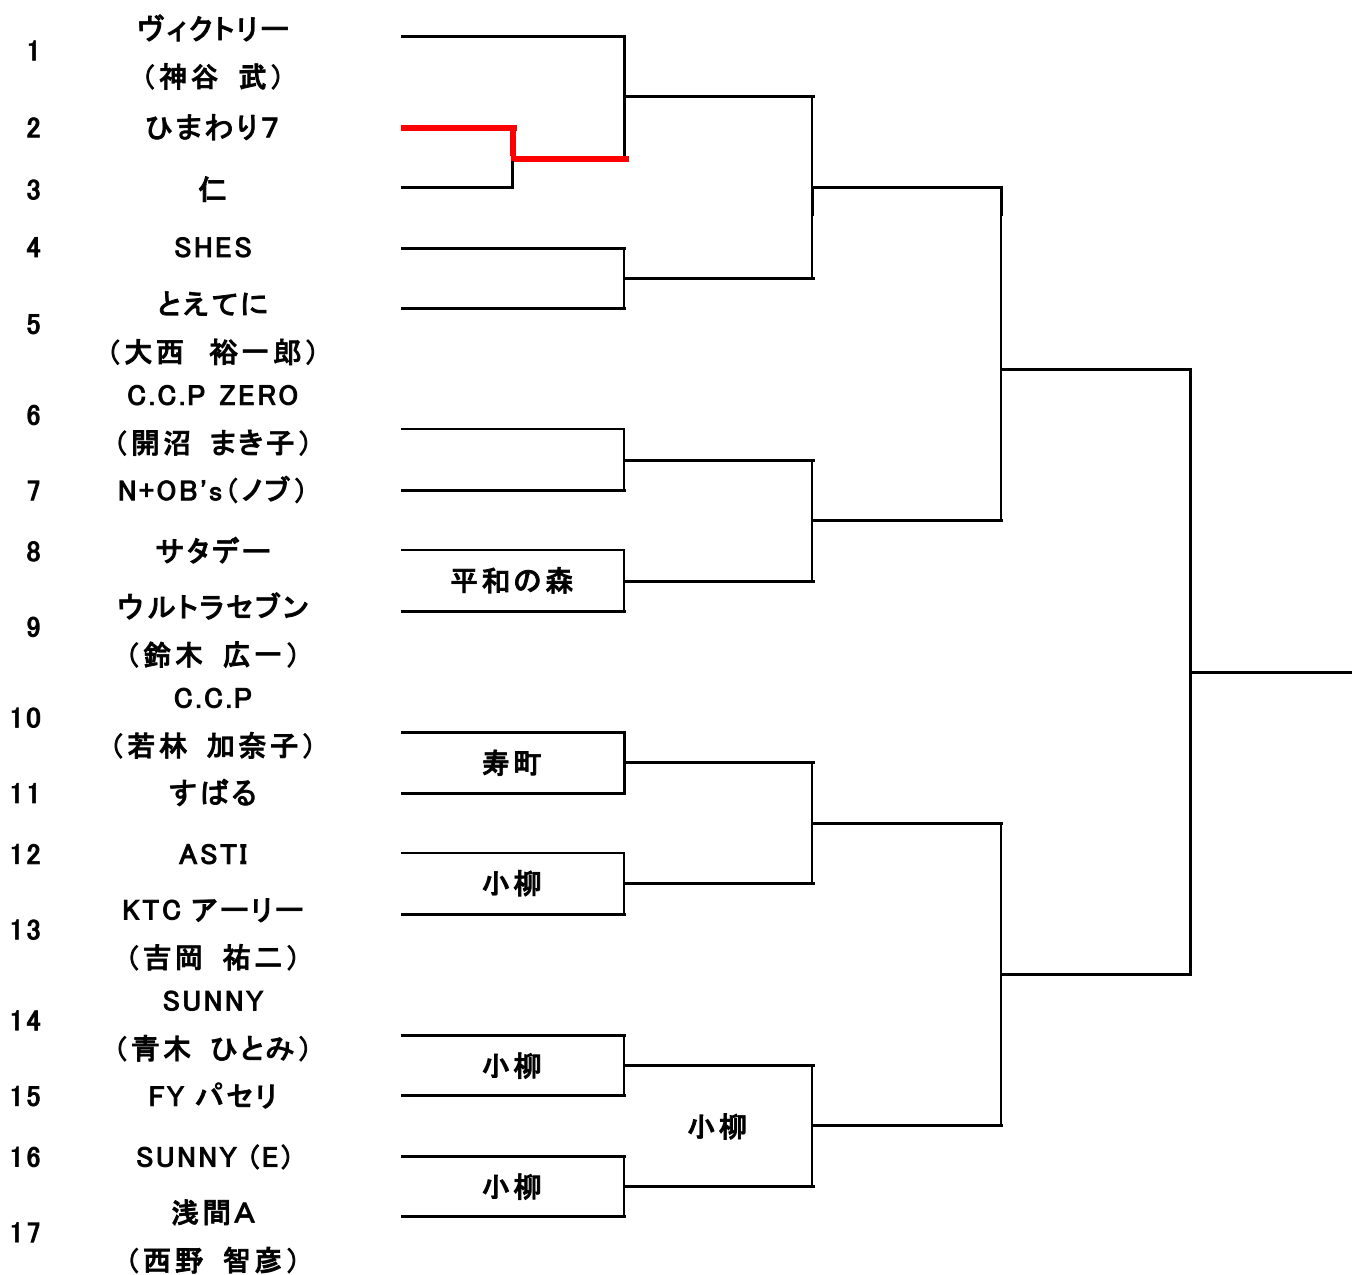 1 ヴィクトリー
（神谷 武）
2 ひまわり7
3 仁
4 SHES
5 とえてに
（大西 裕一郎）
6 C.C.P ZERO
（開沼 まき子）
7 N+OB's（ノブ）
8 サタデー
平和の森
9 ウルトラセブン
（鈴木 広一）
10 C.C.P
（若林 加奈子）
寿町
11 すばる
12 ASTI
小柳
13 KTC アーリー
（吉岡 祐二）
14 SUNNY
（青木 ひとみ）
小柳
15 FY パセリ
小柳
16 SUNNY（E）
小柳
17 浅間A
（西野 智彦）